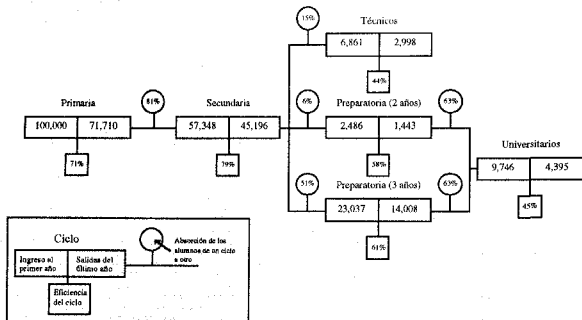 15%
Técnicos
6,861 2,998
44%
Primaria
81%
Secundaria
6%
Preparatoria (2 años)
63%
100,000 71,710
57,348 45,196
2,486 1,443
71%
79%
58%
Universitarios
51%
Preparatoria (3 años)
63%
9,746 4,395
23,037 14,008
45%
61%
Ciclo
Absorción de los
alumnos de un ciclo
a otro
Ingreso al
primer año
Salidas del
último año
Eficiencia
del ciclo